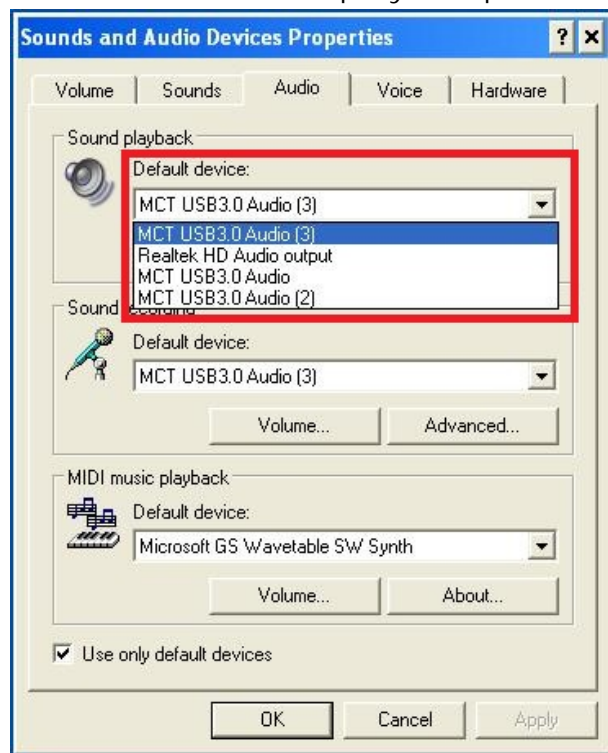 Sounds and Audio Devices Properties
? ×
Volume Sounds Audio Voice Hardware
Sound playback
Default device:
MCT USB3.0 Audio (3)
MCT USB3.0 Audio (3)
Realtek HD Audio output
MCT USB3.0 Audio
MCT USB3.0 Audio (2)
Sound recording
Default device:
MCT USB3.0 Audio (3)
Volume... Advanced...
MIDI music playback
Default device:
Microsoft GS Wavetable SW Synth
Volume... About...
Use only default devices
OK Cancel Apply